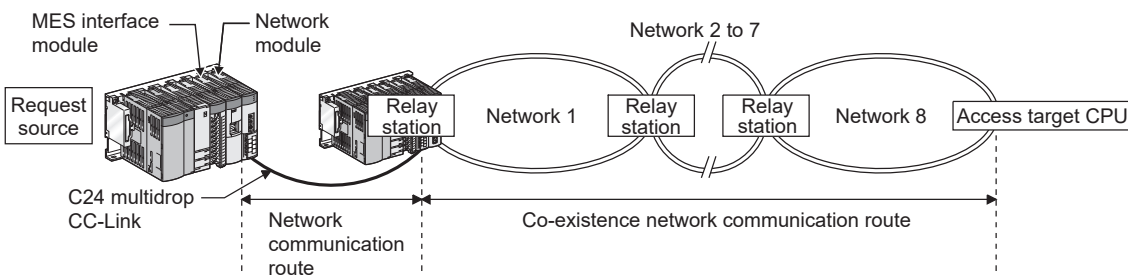 MES interface
module
Network
module
Network 2 to 7
Request
source
Relay
station
Network 1
Relay
station
Relay
station
Network 8
Access target CPU
C24 multidrop
CC-Link
Network
communication
route
Co-existence network communication route